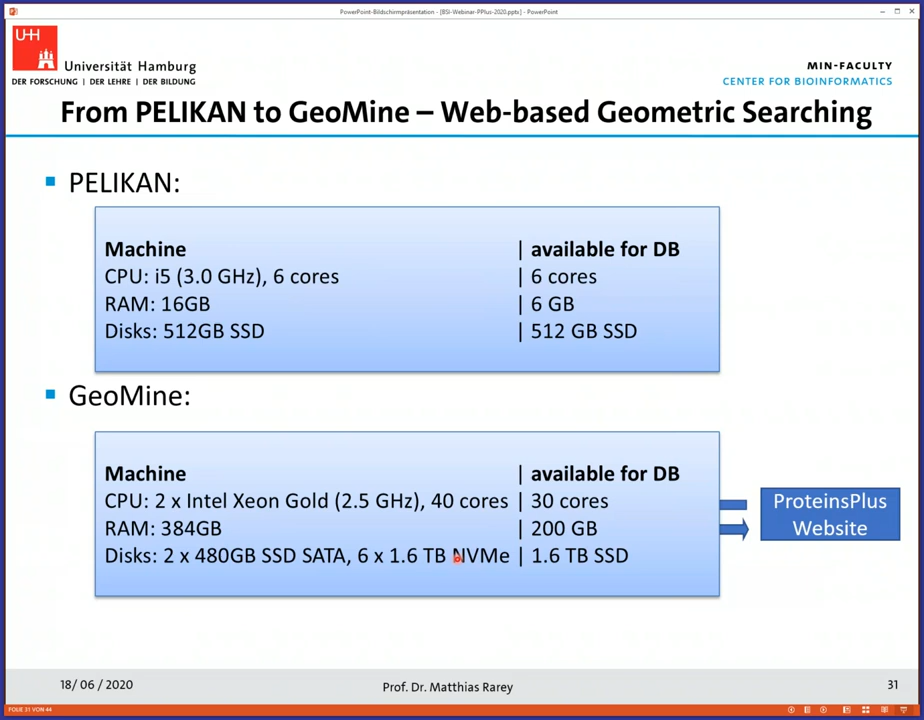 PowerPoint-Bildschirmpräsentation - [BSI-Webinar-PPlus-2020.pptx] - PowerPoint
UH
Universität Hamburg
DER FORSCHUNG | DER LEHRE | DER BILDUNG
MIN-FACULTY
CENTER FOR BIOINFORMATICS
From PELIKAN to GeoMine – Web-based Geometric Searching
PELIKAN:
Machine | available for DB
CPU: i5 (3.0 GHz), 6 cores | 6 cores
RAM: 16GB | 6 GB
Disks: 512GB SSD | 512 GB SSD
GeoMine:
Machine | available for DB
CPU: 2 x Intel Xeon Gold (2.5 GHz), 40 cores | 30 cores
RAM: 384GB | 200 GB
Disks: 2 x 480GB SSD SATA, 6 x 1.6 TB NVMe | 1.6 TB SSD
ProteinsPlus
Website
18/ 06 / 2020
Prof. Dr. Matthias Rarey
31
FOLIE 31 VON 44